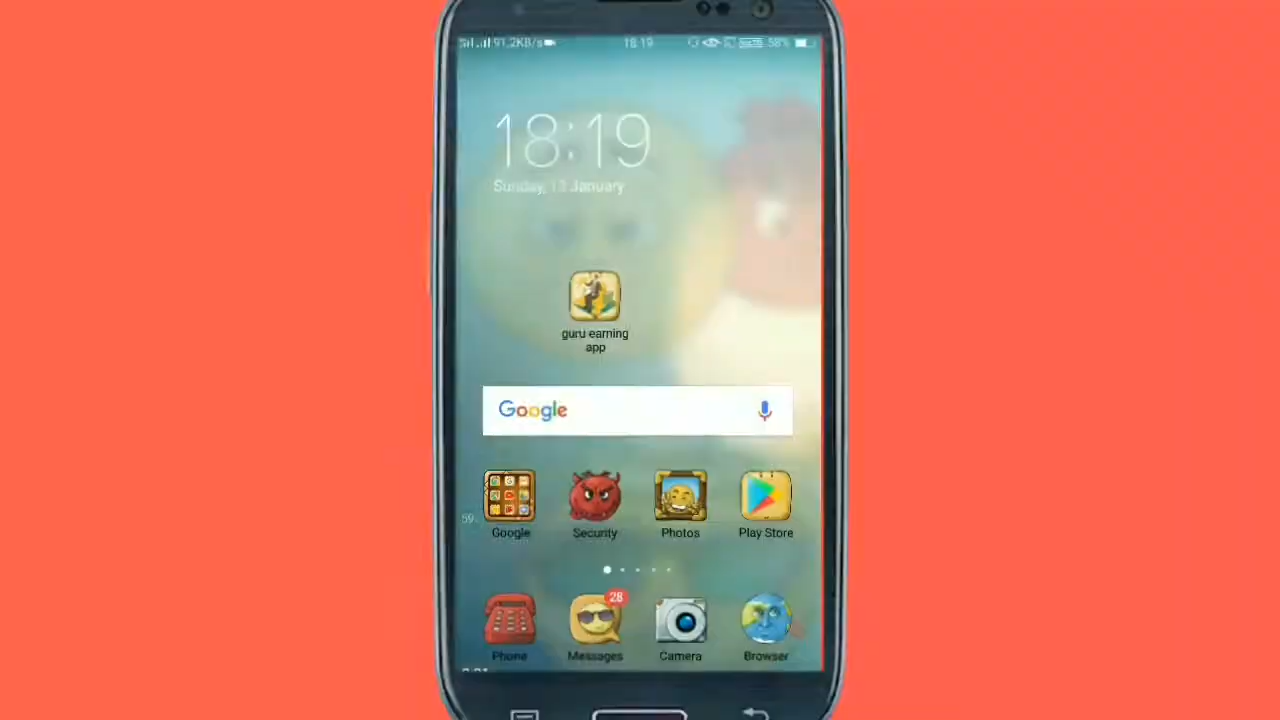 91.2KB/s 18:19 58%
18:19
Sunday, 13 January
guru earning
app
Google
Google Security Photos Play Store
28
Phone Messages Camera Browser